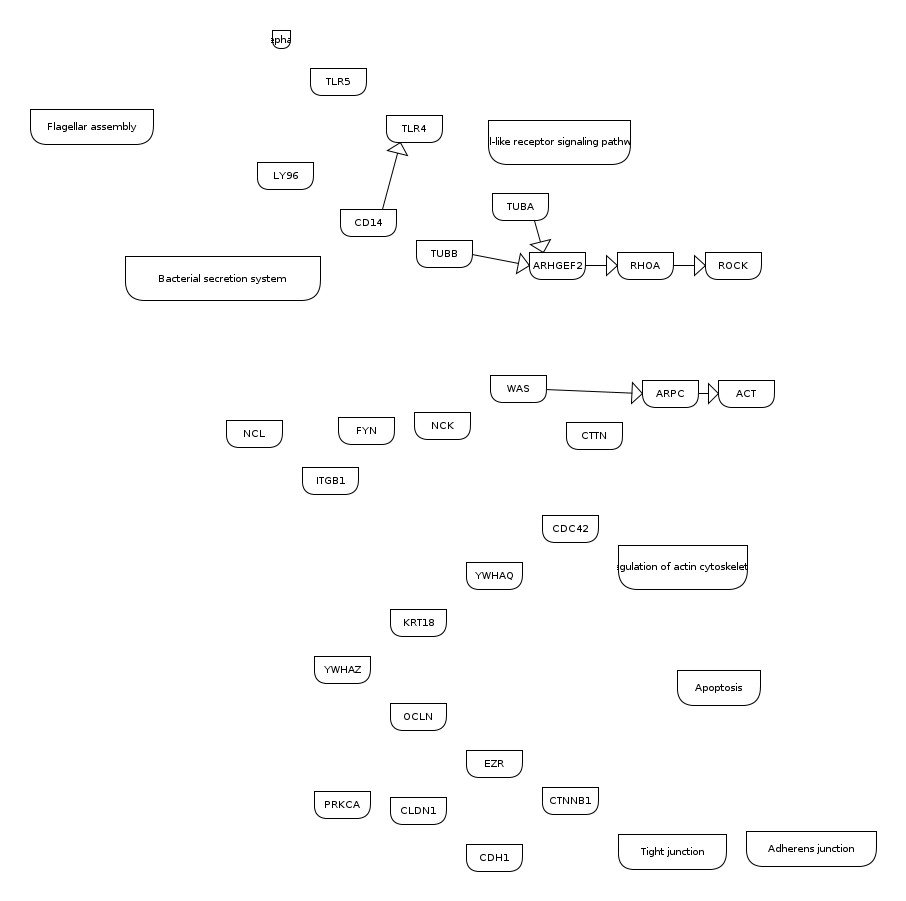 epha
TLR5
Flagellar assembly
TLR4
l-like receptor signaling pathw
LY96
TUBA
CD14
TUBB
ARHGEF2
RHOA
ROCK
Bacterial secretion system
WAS
ARPC
ACT
NCL
FYN
NCK
CTTN
ITGB1
CDC42
gulation of actin cytoskelet
YWHAQ
KRT18
YWHAZ
Apoptosis
OCLN
EZR
PRKCA
CLDN1
CTNNB1
Tight junction
Adherens junction
CDH1